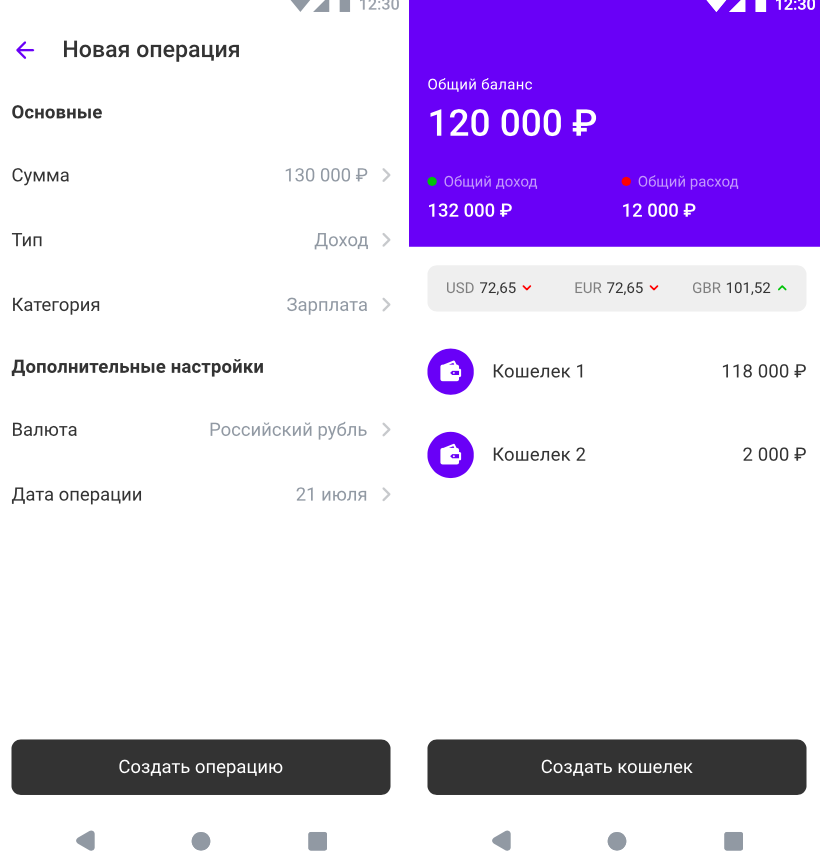 12:30
Новая операция
Основные
Сумма 130 000 ₽
Тип Доход
Категория Зарплата
Дополнительные настройки
Валюта Российский рубль
Дата операции 21 июля
Создать операцию
12:30
Общий баланс
120 000 ₽
Общий доход Общий расход
132 000 ₽ 12 000 ₽
USD 72,65 EUR 72,65 GBR 101,52
Кошелек 1 118 000 ₽
Кошелек 2 2 000 ₽
Создать кошелек